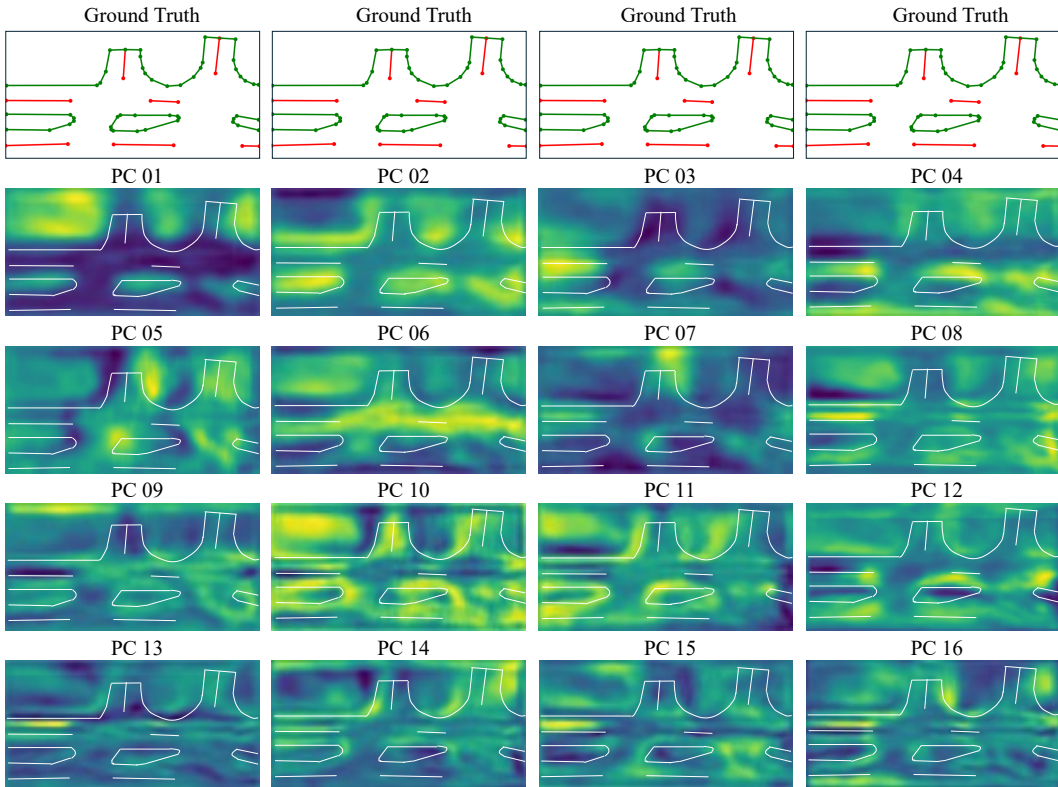 Ground Truth Ground Truth Ground Truth Ground Truth
PC 01 PC 02 PC 03 PC 04
PC 05 PC 06 PC 07 PC 08
PC 09 PC 10 PC 11 PC 12
PC 13 PC 14 PC 15 PC 16